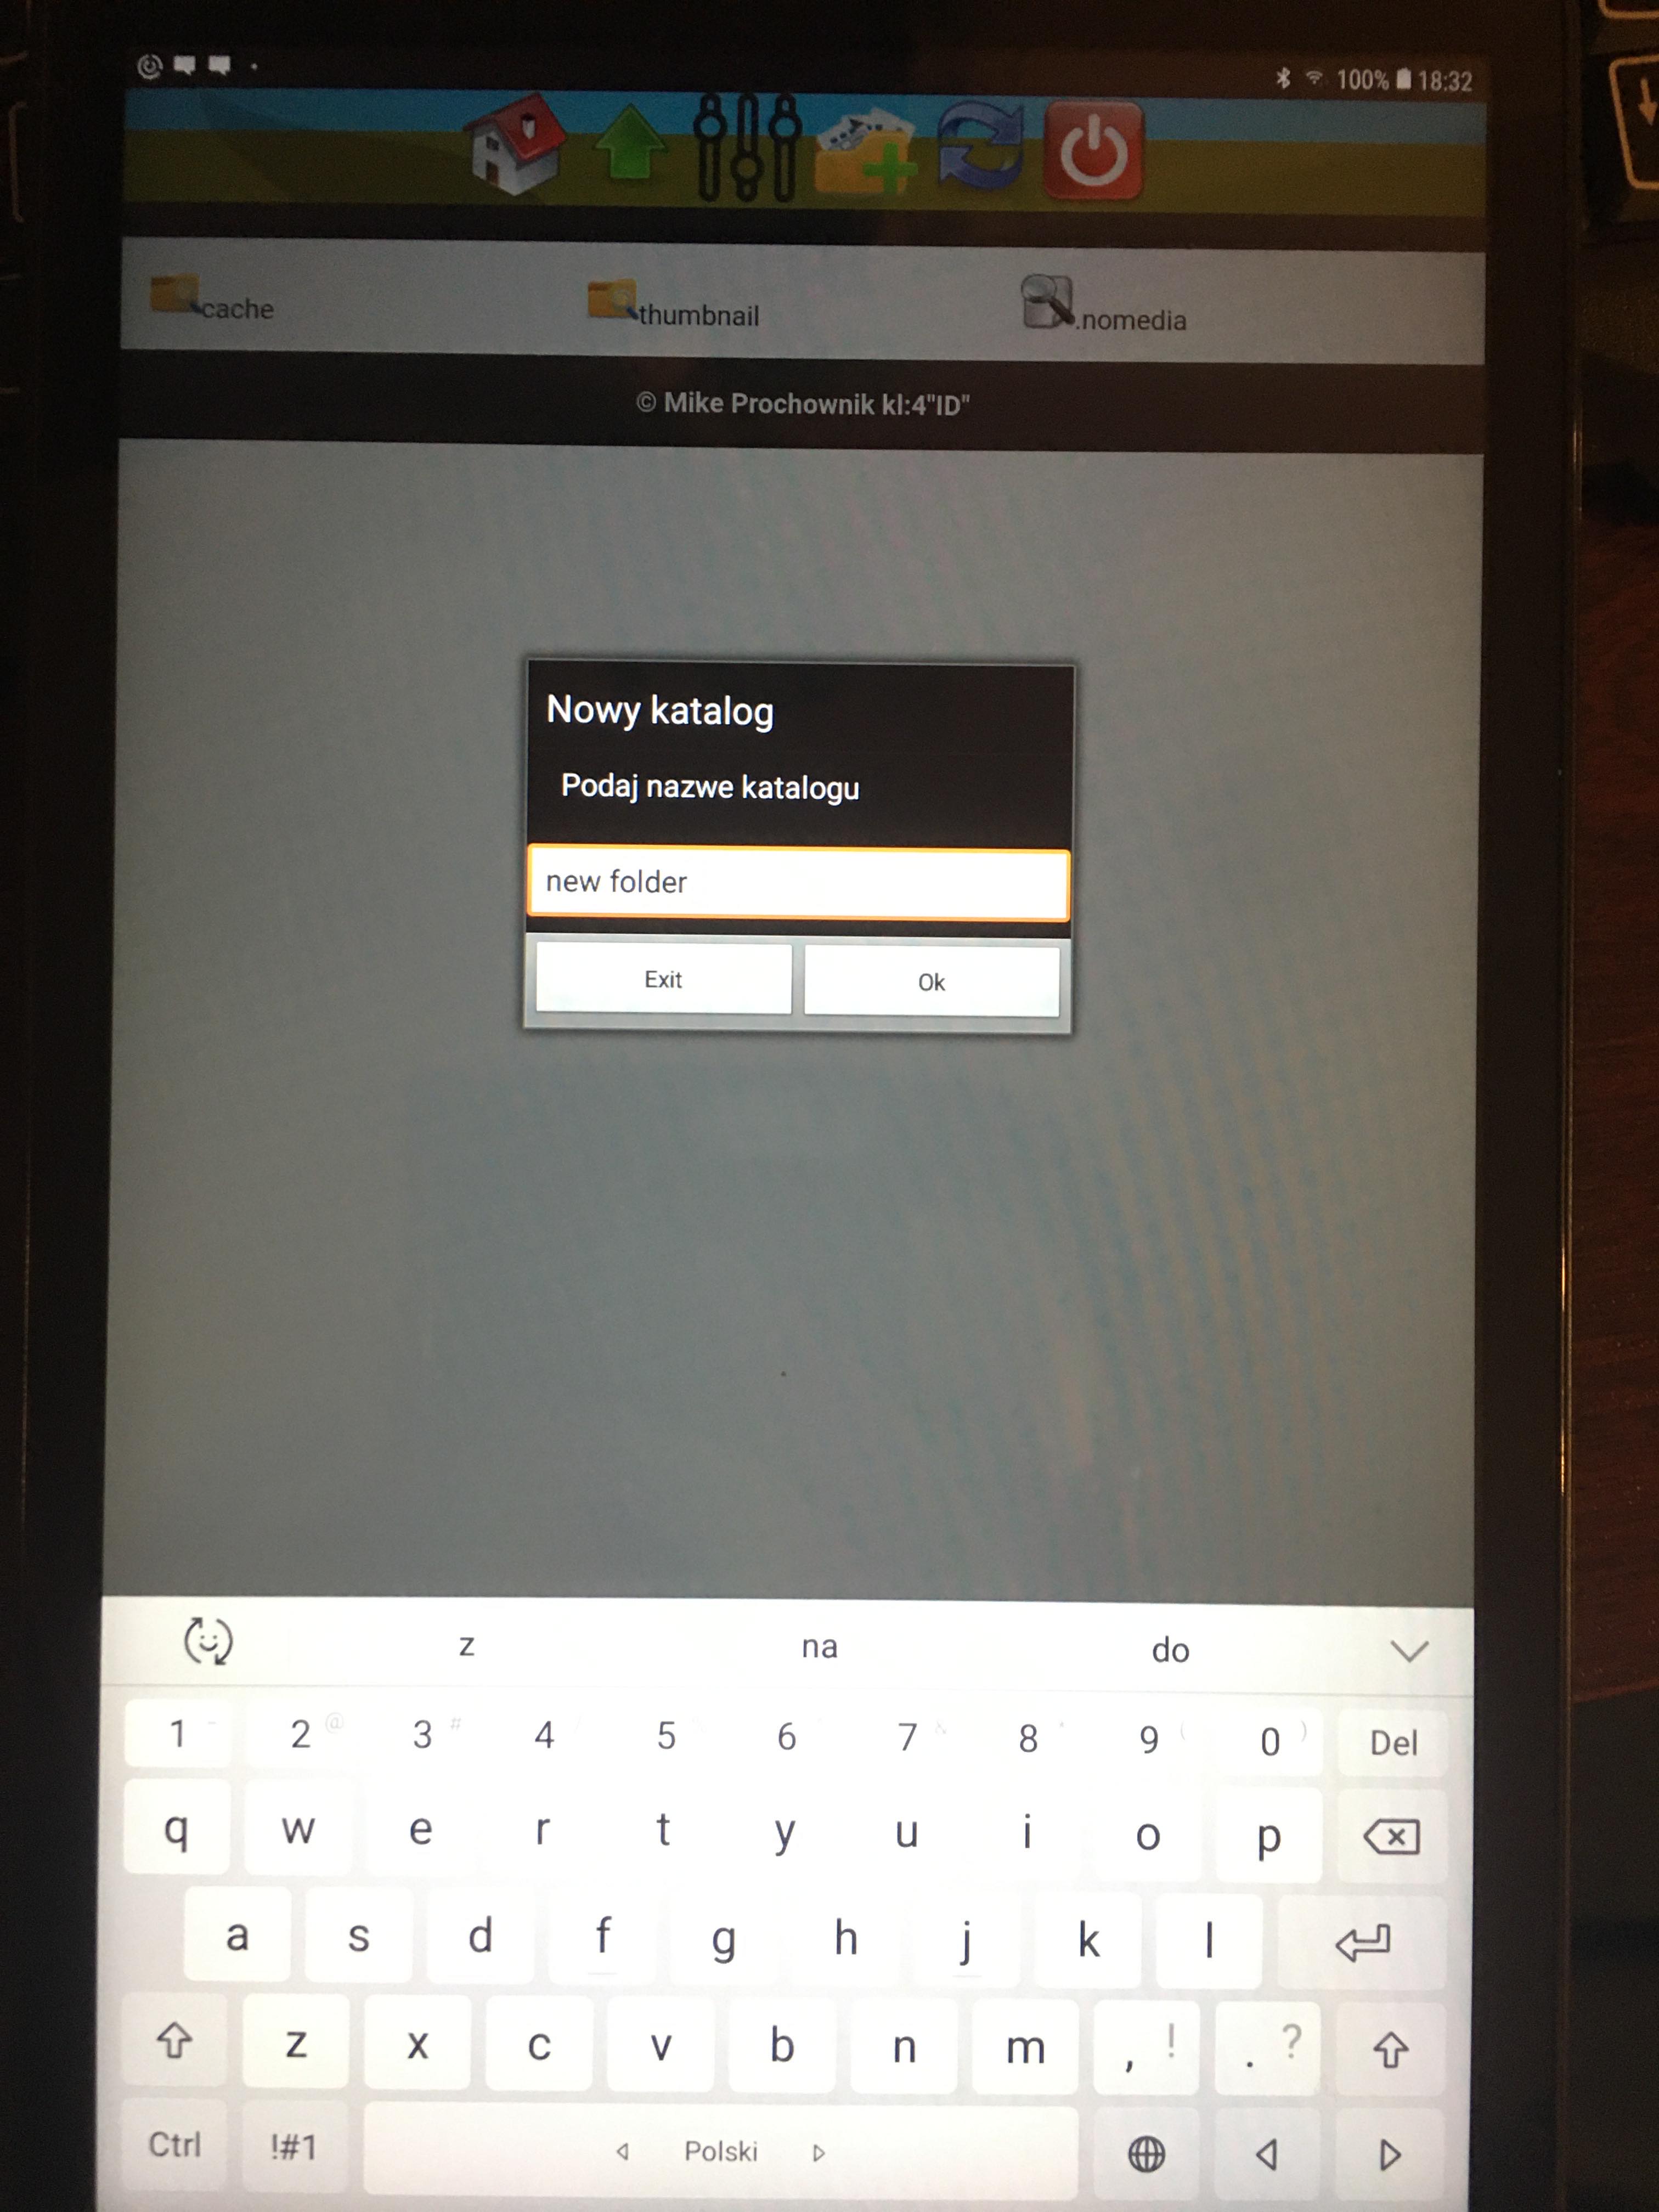 100% 18:32
cache thumbnail .nomedia
© Mike Prochownik kl:4"ID"
Nowy katalog
Podaj nazwe katalogu
new folder
Exit Ok
z na do
1 2 @ 3 # 4 5 6 7 8 9 ( 0 ) Del
q w e r t y u i o p
a s d f g h j k l
z x c v b n m , ! . ?
Ctrl !#1 Polski